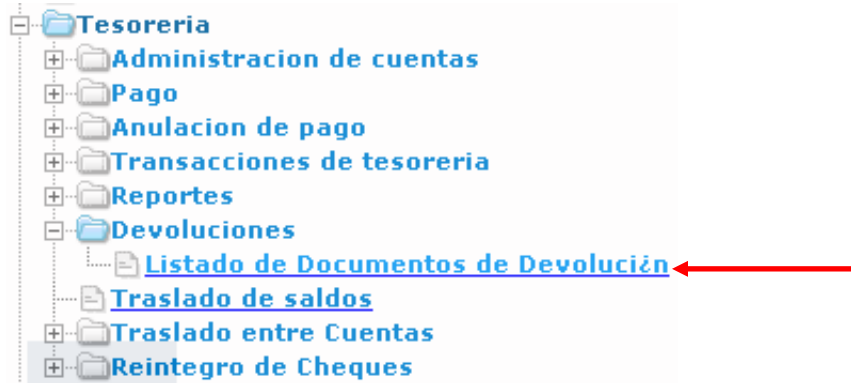 Tesoreria
Administracion de cuentas
Pago
Anulacion de pago
Transacciones de tesoreria
Reportes
Devoluciones
Listado de Documentos de Devoluci¿n
Traslado de saldos
Traslado entre Cuentas
Reintegro de Cheques